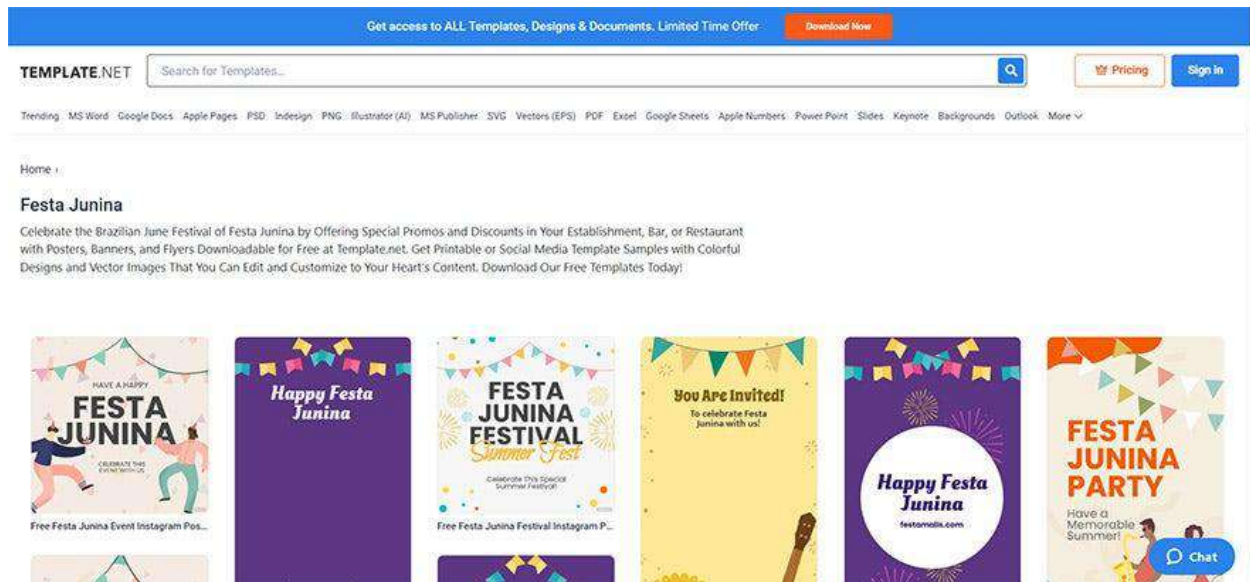 Get access to ALL Templates, Designs & Documents. Limited Time Offer
Download Now
TEMPLATE.NET
Search for Templates...
Pricing
Sign in
Trending MS Word Google Docs Apple Pages PSD Indesign PNG Illustrator (AI) MS Publisher SVG Vectors (EPS) PDF Excel Google Sheets Apple Numbers Power Point Slides Keynote Backgrounds Outlook More
Home ›
Festa Junina
Celebrate the Brazilian June Festival of Festa Junina by Offering Special Promos and Discounts in Your Establishment, Bar, or Restaurant
with Posters, Banners, and Flyers Downloadable for Free at Template.net. Get Printable or Social Media Template Samples with Colorful
Designs and Vector Images That You Can Edit and Customize to Your Heart's Content. Download Our Free Templates Today!
HAVE A HAPPY
FESTA
JUNINA
CELEBRATE THIS
EVENT WITH US
Free Festa Junina Event Instagram Pos...
Happy Festa
Junina
FESTA
JUNINA
FESTIVAL
Summer Fest
Celebrate This Special
Summer Festival!
Free Festa Junina Festival Instagram P...
You Are Invited!
To celebrate Festa
Junina with us!
Happy Festa
Junina
festamalls.com
FESTA
JUNINA
PARTY
Have a
Memorable
Summer!
Chat